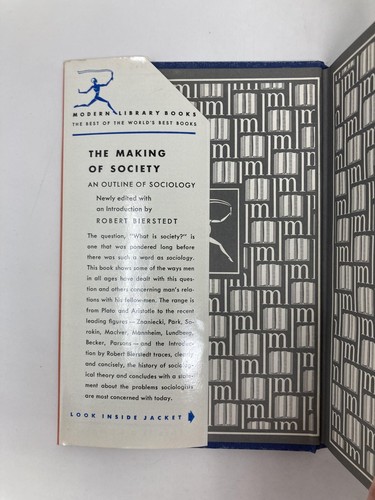 MODERN LIBRARY BOOKS
THE BEST OF THE WORLD'S BEST BOOKS
THE MAKING
OF SOCIETY
AN OUTLINE OF SOCIOLOGY
Newly edited with
an Introduction by
ROBERT BIERSTEDT
The question, "What is society?" is
one that was pondered long before
there was such a word as sociology.
This book shows some of the ways men
in all ages have dealt with this ques-
tion and others concerning man's rela-
tions with his fellow-men. The range is
from Plato and Aristotle to the recent
leading figures—Znaniecki, Park, So-
rokin, MacIver, Mannheim, Lundberg,
Becker, Parsons—and the Introduc-
tion by Robert Bierstedt traces, clearly
and concisely, the history of sociologi-
cal theory and concludes with a state-
ment about the problems sociologists
are most concerned with today.
LOOK INSIDE JACKET